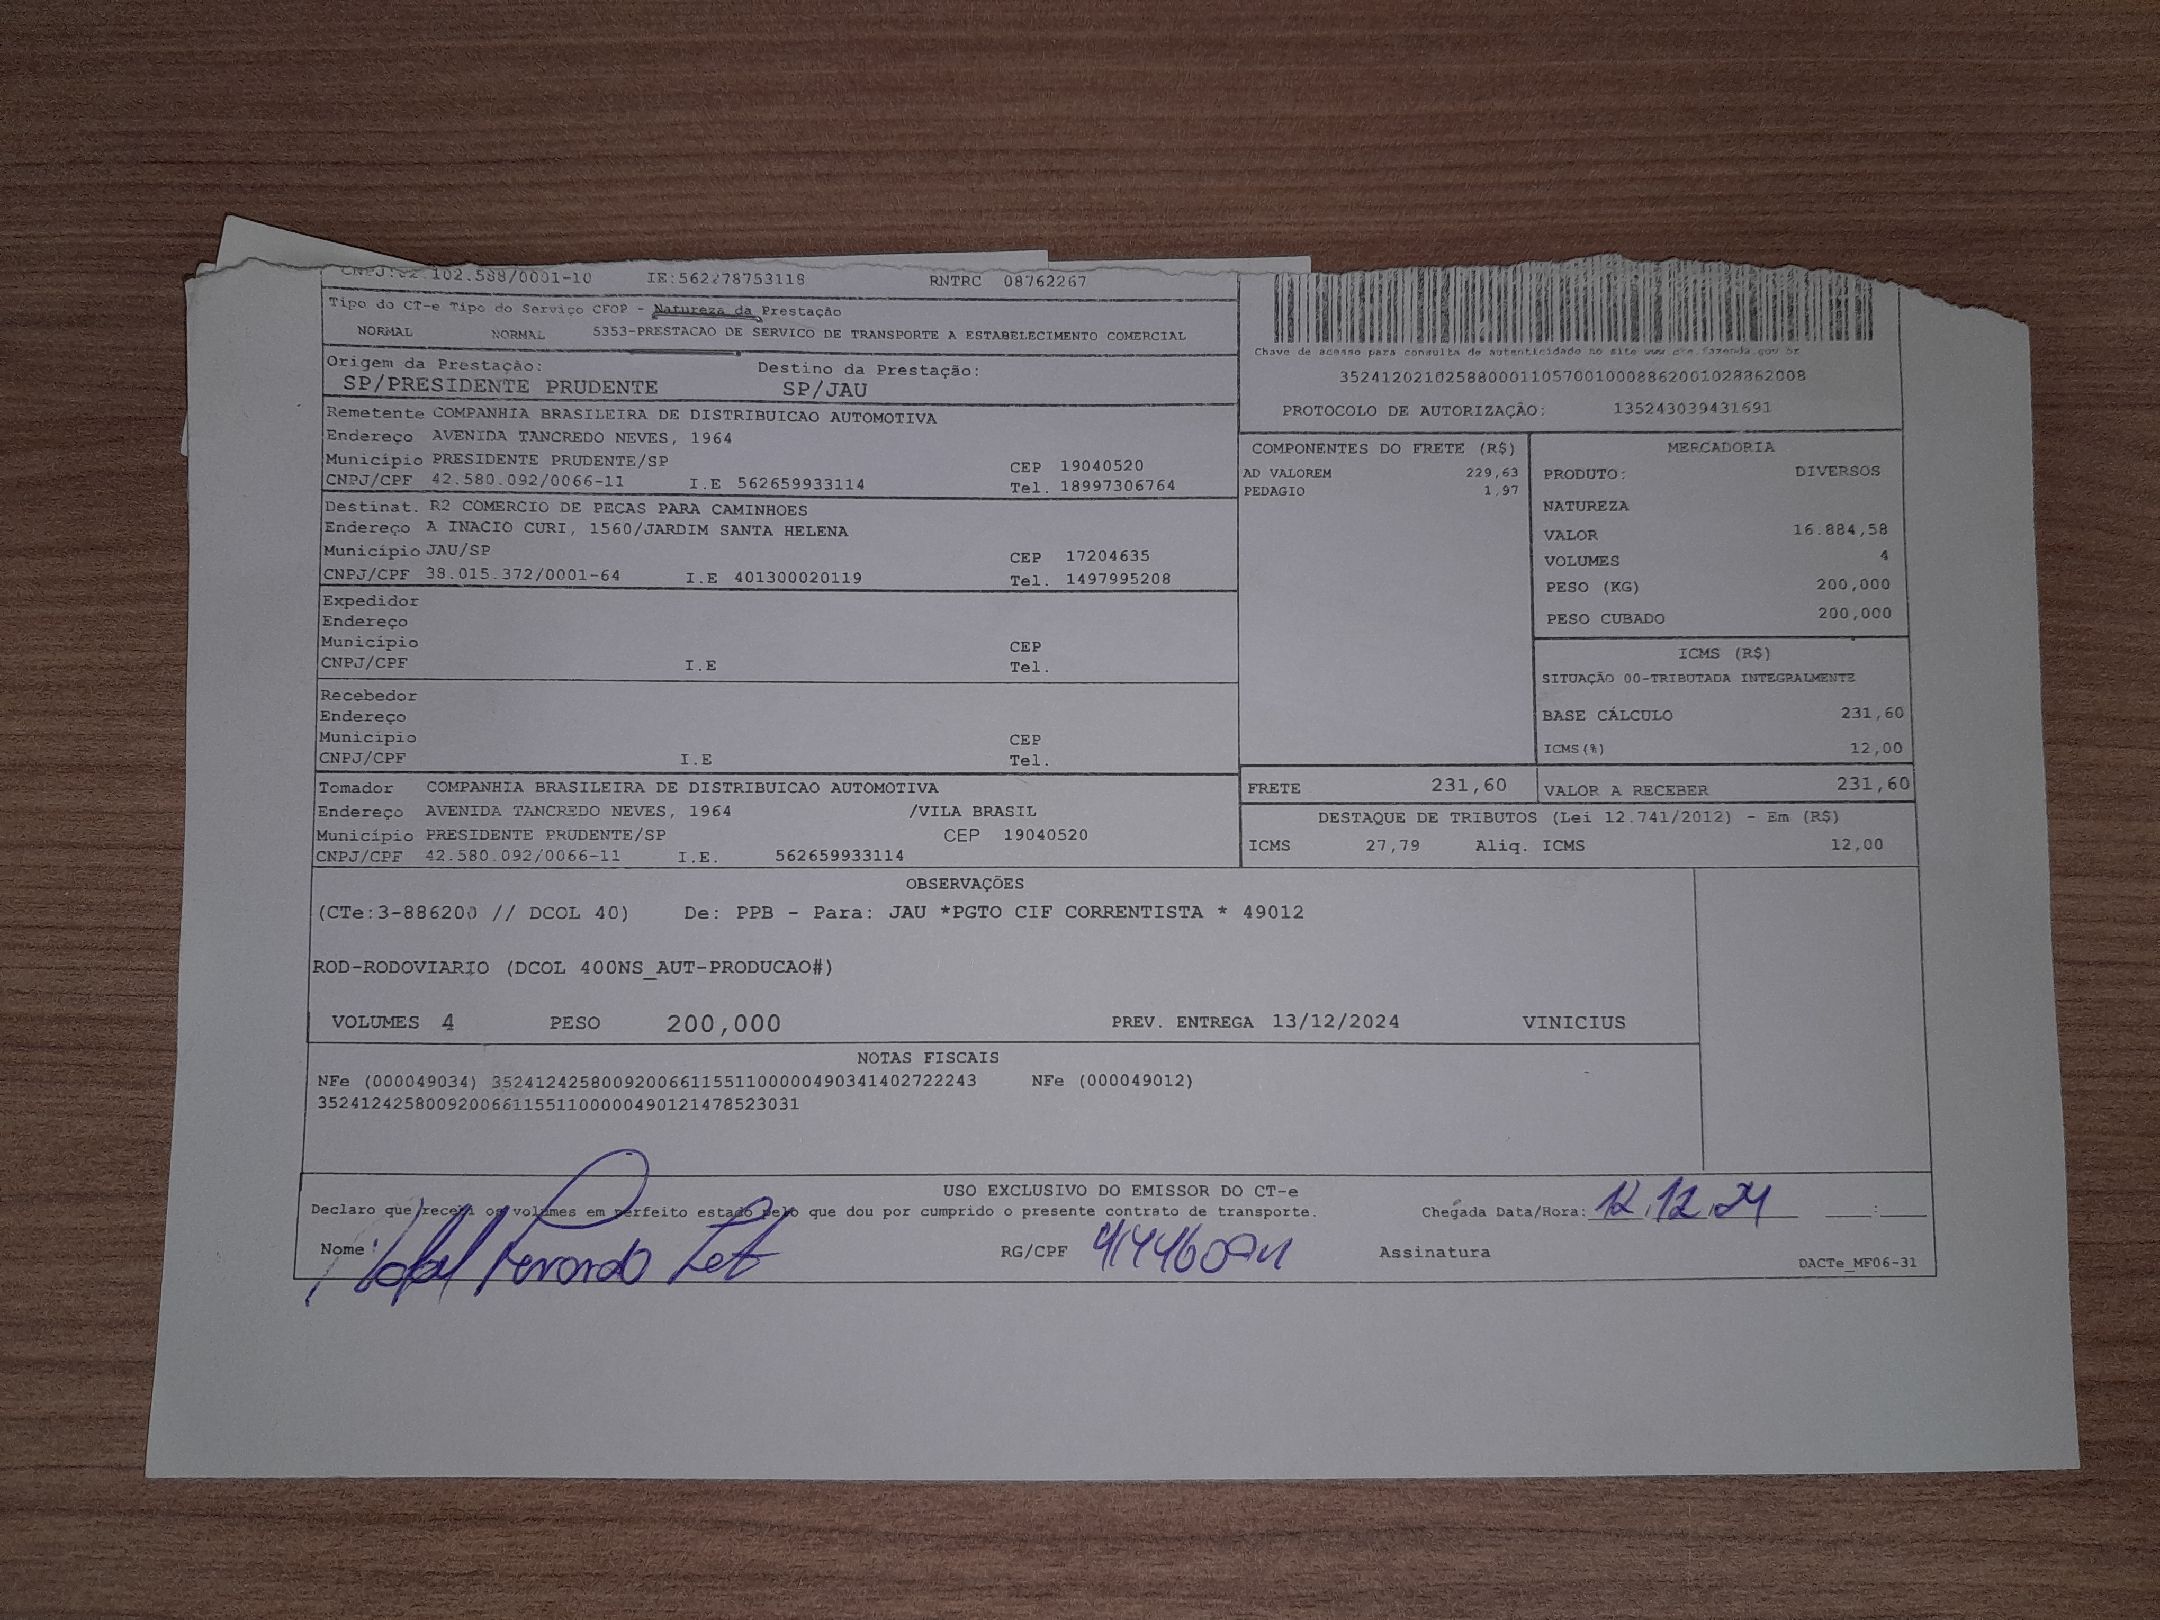 CNPJ:02.102.588/0001-10 IE:562278753118 RNTRC 08762267
Tipo do CT-e Tipo do Serviço CFOP - Natureza da Prestação
NORMAL NORMAL 5353-PRESTACAO DE SERVICO DE TRANSPORTE A ESTABELECIMENTO COMERCIAL
Origem da Prestação: Destino da Prestação:
SP/PRESIDENTE PRUDENTE SP/JAU
Remetente COMPANHIA BRASILEIRA DE DISTRIBUICAO AUTOMOTIVA
Endereço AVENIDA TANCREDO NEVES, 1964
Município PRESIDENTE PRUDENTE/SP CEP 19040520
CNPJ/CPF 42.580.092/0066-11 I.E 562659933114 Tel. 18997306764
Destinat. R2 COMERCIO DE PECAS PARA CAMINHOES
Endereço A INACIO CURI, 1560/JARDIM SANTA HELENA
Município JAU/SP CEP 17204635
CNPJ/CPF 38.015.372/0001-64 I.E 401300020119 Tel. 1497995208
Expedidor
Endereço
Município CEP
CNPJ/CPF I.E Tel.
Recebedor
Endereço
Município CEP
CNPJ/CPF I.E Tel.
Tomador COMPANHIA BRASILEIRA DE DISTRIBUICAO AUTOMOTIVA
Endereço AVENIDA TANCREDO NEVES, 1964 /VILA BRASIL
Município PRESIDENTE PRUDENTE/SP CEP 19040520
CNPJ/CPF 42.580.092/0066-11 I.E. 562659933114
Chave de acesso para consulta de autenticidade no site www.cte.fazenda.gov.br
35241202102588000110570010008862001028862008
PROTOCOLO DE AUTORIZAÇÃO: 135243039431691
COMPONENTES DO FRETE (R$)
AD VALOREM 229,63
PEDAGIO 1,97
MERCADORIA
PRODUTO: DIVERSOS
NATUREZA
VALOR 16.884,58
VOLUMES 4
PESO (KG) 200,000
PESO CUBADO 200,000
ICMS (R$)
SITUAÇÃO 00-TRIBUTADA INTEGRALMENTE
BASE CÁLCULO 231,60
ICMS(%) 12,00
FRETE 231,60 VALOR A RECEBER 231,60
DESTAQUE DE TRIBUTOS (Lei 12.741/2012) - Em (R$)
ICMS 27,79 Aliq. ICMS 12,00
OBSERVAÇÕES
(CTe:3-886200 // DCOL 40) De: PPB - Para: JAU *PGTO CIF CORRENTISTA * 49012
ROD-RODOVIARIO (DCOL 400NS_AUT-PRODUCAO#)
VOLUMES 4 PESO 200,000 PREV. ENTREGA 13/12/2024 VINICIUS
NOTAS FISCAIS
NFe (000049034) 35241242580092006611551100000490341402722243 NFe (000049012)
35241242580092006611551100000490121478523031
USO EXCLUSIVO DO EMISSOR DO CT-e
Declaro que recebi os volumes em perfeito estado pelo que dou por cumprido o presente contrato de transporte. Chegada Data/Hora: 12.12.24 :
Nome: RG/CPF Assinatura DACTe_MF06-31